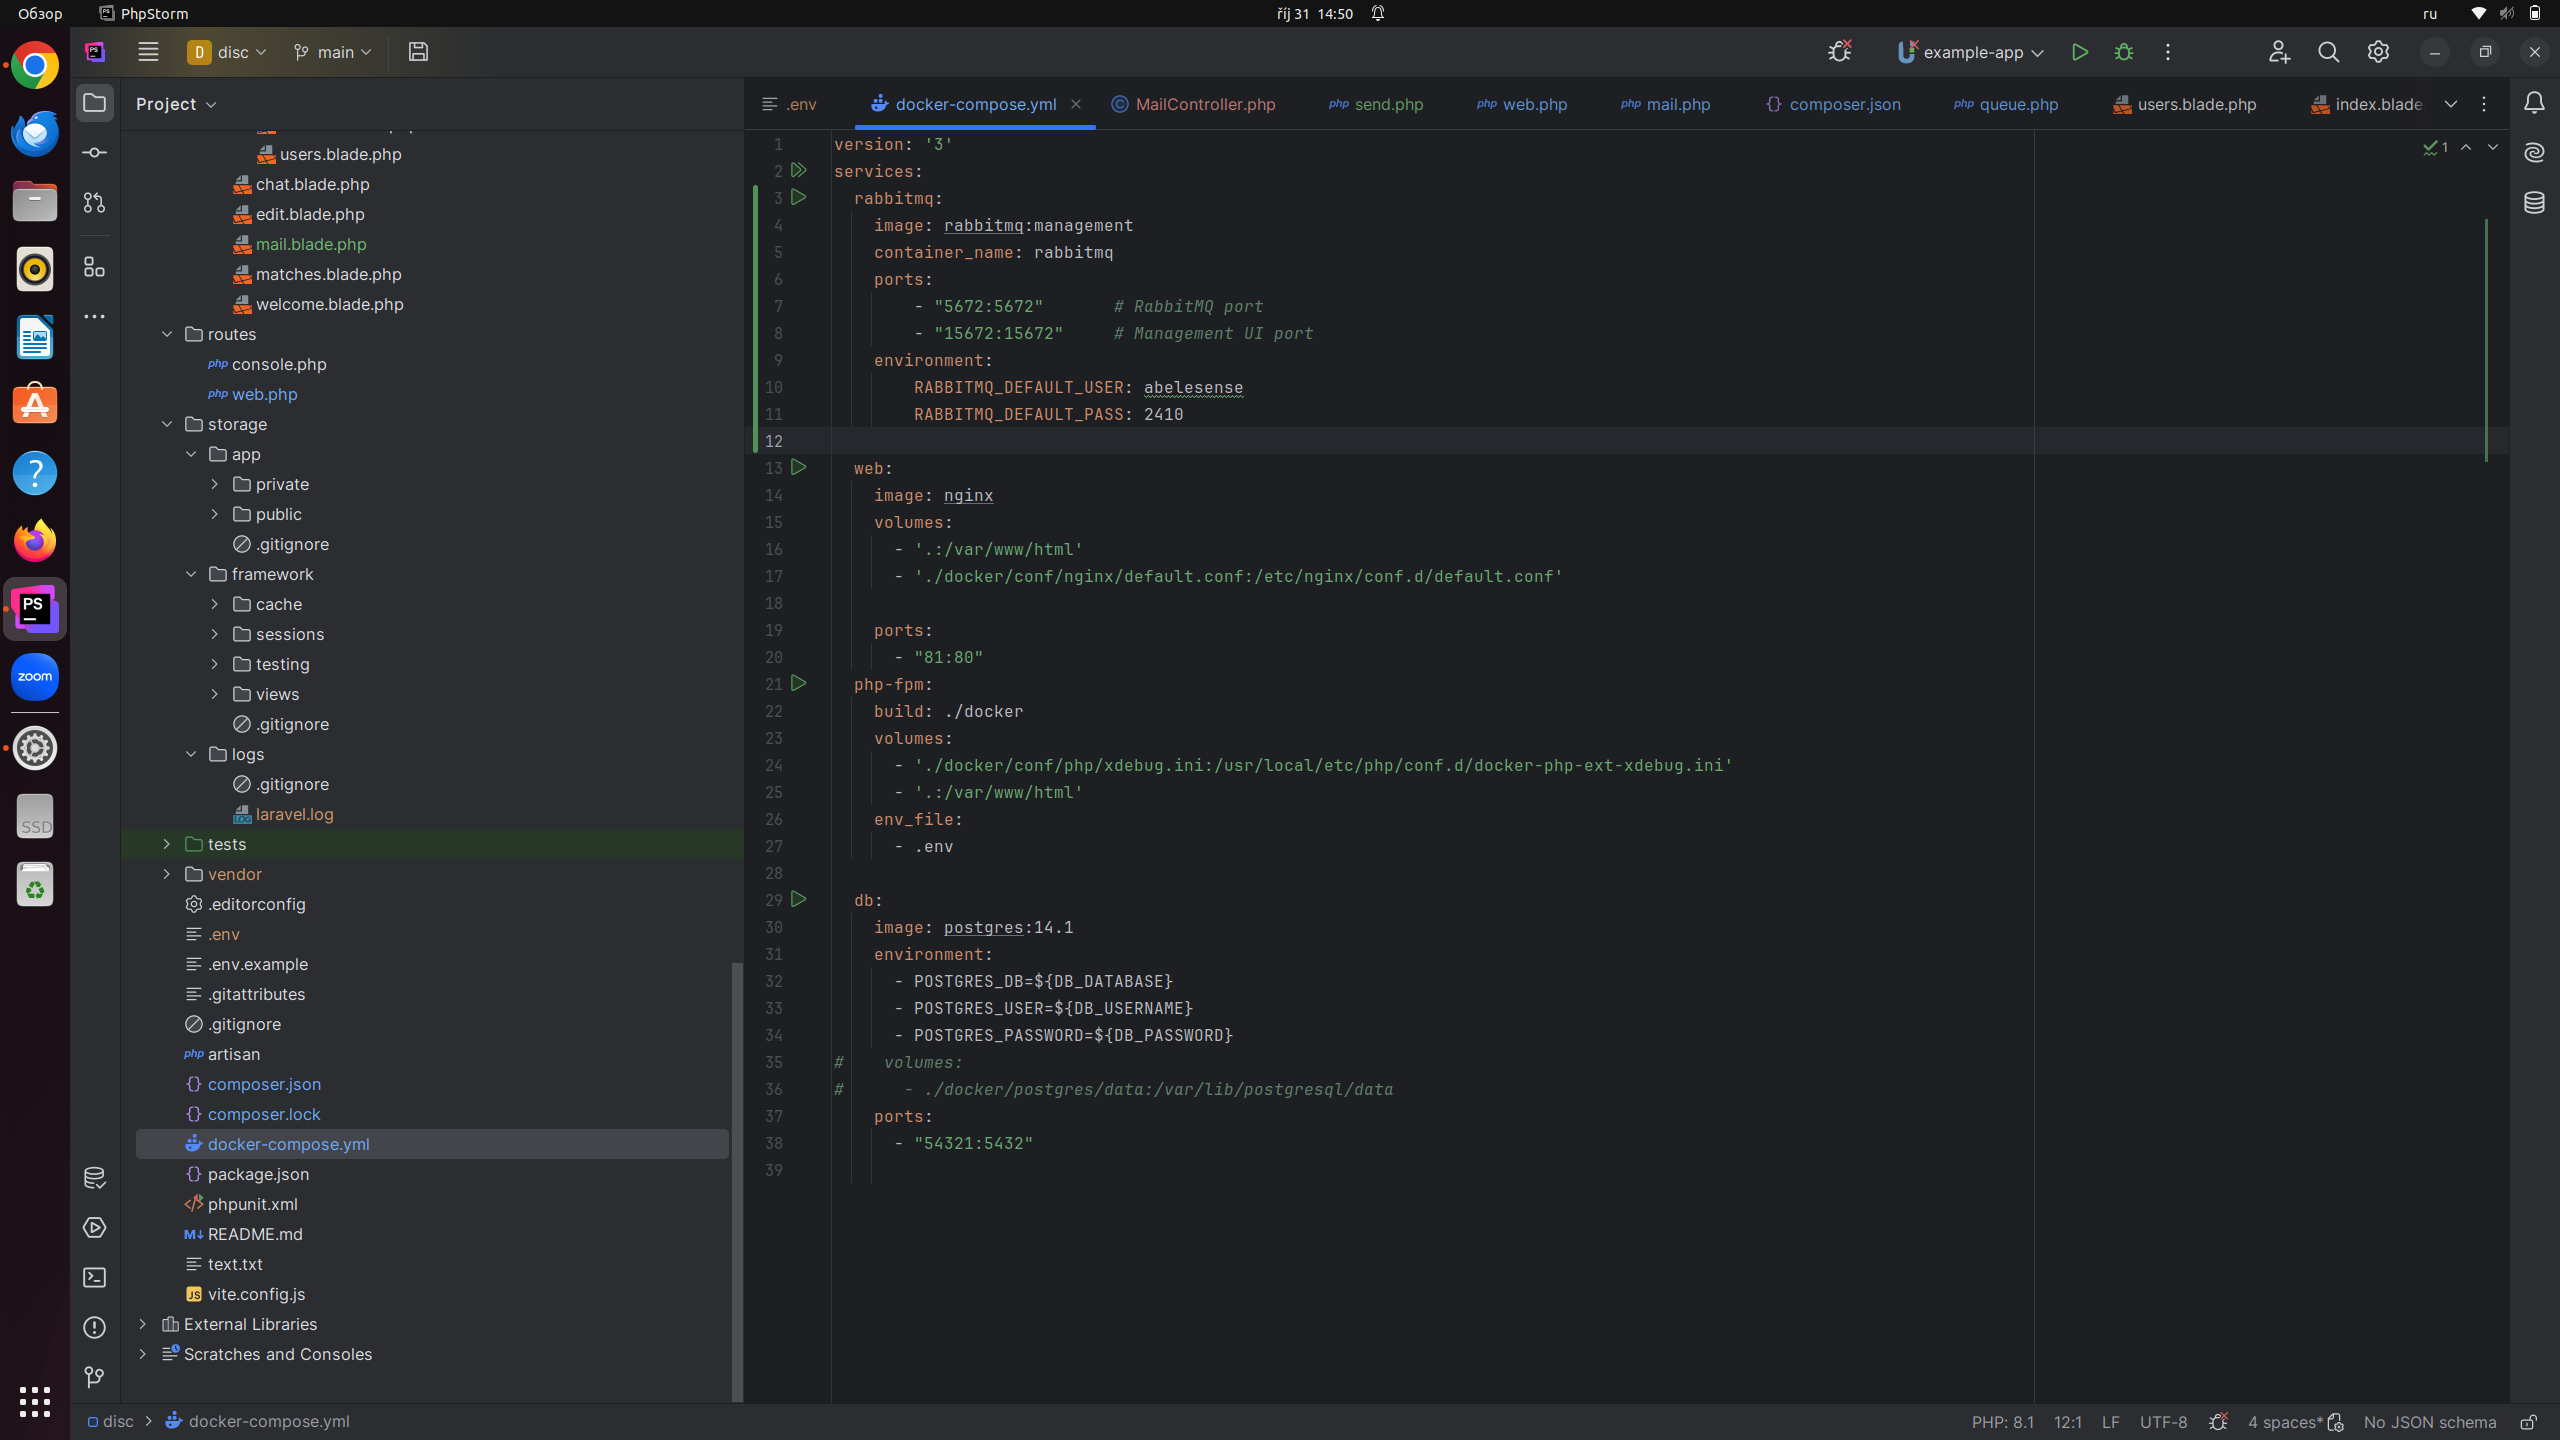 Обзор
PhpStorm
říj 31 14:50
ru
D disc
main
example-app
Project
users.blade.php
chat.blade.php
edit.blade.php
mail.blade.php
matches.blade.php
welcome.blade.php
routes
php console.php
php web.php
storage
app
private
public
.gitignore
framework
cache
sessions
testing
views
.gitignore
logs
.gitignore
LOG laravel.log
tests
vendor
.editorconfig
.env
.env.example
.gitattributes
.gitignore
php artisan
{} composer.json
{} composer.lock
docker-compose.yml
{} package.json
</> phpunit.xml
M↓ README.md
text.txt
JS vite.config.js
External Libraries
Scratches and Consoles
PS
zoom
SSD
.env
docker-compose.yml
MailController.php
php send.php
php web.php
php mail.php
{} composer.json
php queue.php
users.blade.php
index.blade
1
1 version: '3'
2 services:
3 rabbitmq:
4 image: rabbitmq:management
5 container_name: rabbitmq
6 ports:
7 - "5672:5672" # RabbitMQ port
8 - "15672:15672" # Management UI port
9 environment:
10 RABBITMQ_DEFAULT_USER: abelesense
11 RABBITMQ_DEFAULT_PASS: 2410
12
13 web:
14 image: nginx
15 volumes:
16 - '.:/var/www/html'
17 - './docker/conf/nginx/default.conf:/etc/nginx/conf.d/default.conf'
18
19 ports:
20 - "81:80"
21 php-fpm:
22 build: ./docker
23 volumes:
24 - './docker/conf/php/xdebug.ini:/usr/local/etc/php/conf.d/docker-php-ext-xdebug.ini'
25 - '.:/var/www/html'
26 env_file:
27 - .env
28
29 db:
30 image: postgres:14.1
31 environment:
32 - POSTGRES_DB=${DB_DATABASE}
33 - POSTGRES_USER=${DB_USERNAME}
34 - POSTGRES_PASSWORD=${DB_PASSWORD}
35 # volumes:
36 # - ./docker/postgres/data:/var/lib/postgresql/data
37 ports:
38 - "54321:5432"
39
disc > docker-compose.yml
PHP: 8.1 12:1 LF UTF-8 4 spaces* No JSON schema